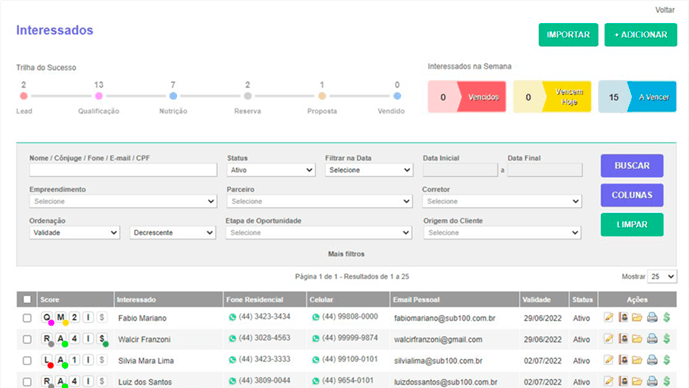 Voltar
Interessados
IMPORTAR
+ ADICIONAR
Trilha do Sucesso
Interessados na Semana
2 13 7 2 1 0
Lead Qualificação Nutrição Reserva Proposta Vendido
0 Vencidos
0 Vencem Hoje
15 A Vencer
Nome / Cônjuge / Fone / E-mail / CPF Status Filtrar na Data Data Inicial Data Final
Ativo Selecione a
BUSCAR
Empreendimento Parceiro Corretor
Selecione Selecione Selecione
COLUNAS
Ordenação Etapa de Oportunidade Origem do Cliente
Validade Decrescente Selecione Selecione
LIMPAR
Mais filtros
Página 1 de 1 - Resultados de 1 a 25
Mostrar 25
Score Interessado Fone Residencial Celular Email Pessoal Validade Status Ações
Q M 2 I $ Fabio Mariano (44) 3423-3434 (44) 99808-0000 fabiomariano@sub100.com.br 29/06/2022 Ativo
R A 4 I $ Walcir Franzoni (44) 3028-4563 (44) 99999-9874 walcirfranzoni@gmail.com 29/06/2022 Ativo
L A 1 I $ Silvia Mara Lima (44) 3423-3333 (44) 99109-0101 silvialima@sub100.com.br 02/07/2022 Ativo
R A 4 I $ Luiz dos Santos (44) 3809-0044 (44) 9654-0101 luizdossantos@sub100.com.br 02/07/2022 Ativo